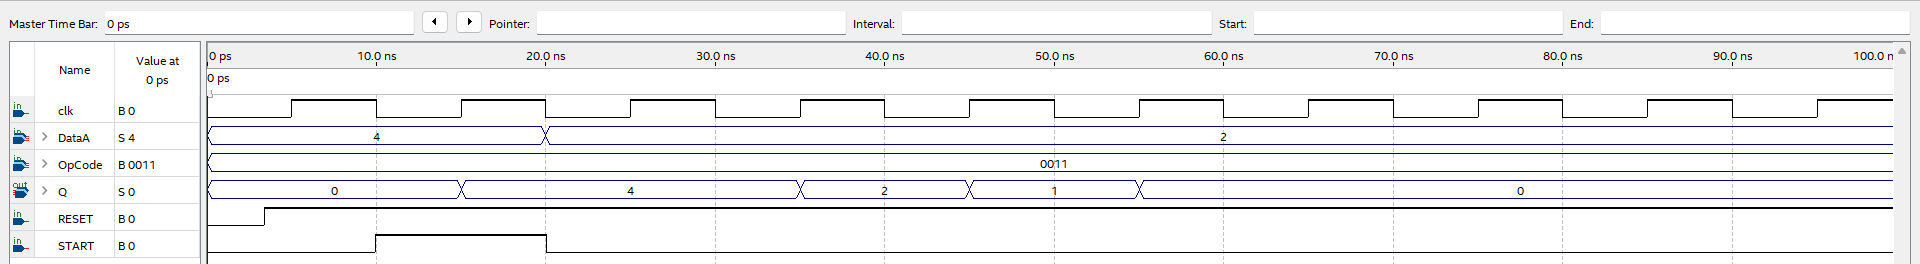 Master Time Bar: 0 ps Pointer: Interval: Start: End:
Name Value at 0 ps
0 ps 10.0 ns 20.0 ns 30.0 ns 40.0 ns 50.0 ns 60.0 ns 70.0 ns 80.0 ns 90.0 ns 100.0 n
0 ps
in clk B 0
in DataA S 4 4 2
in OpCode B 0011 0011
out Q S 0 0 4 2 1 0
in RESET B 0
in START B 0